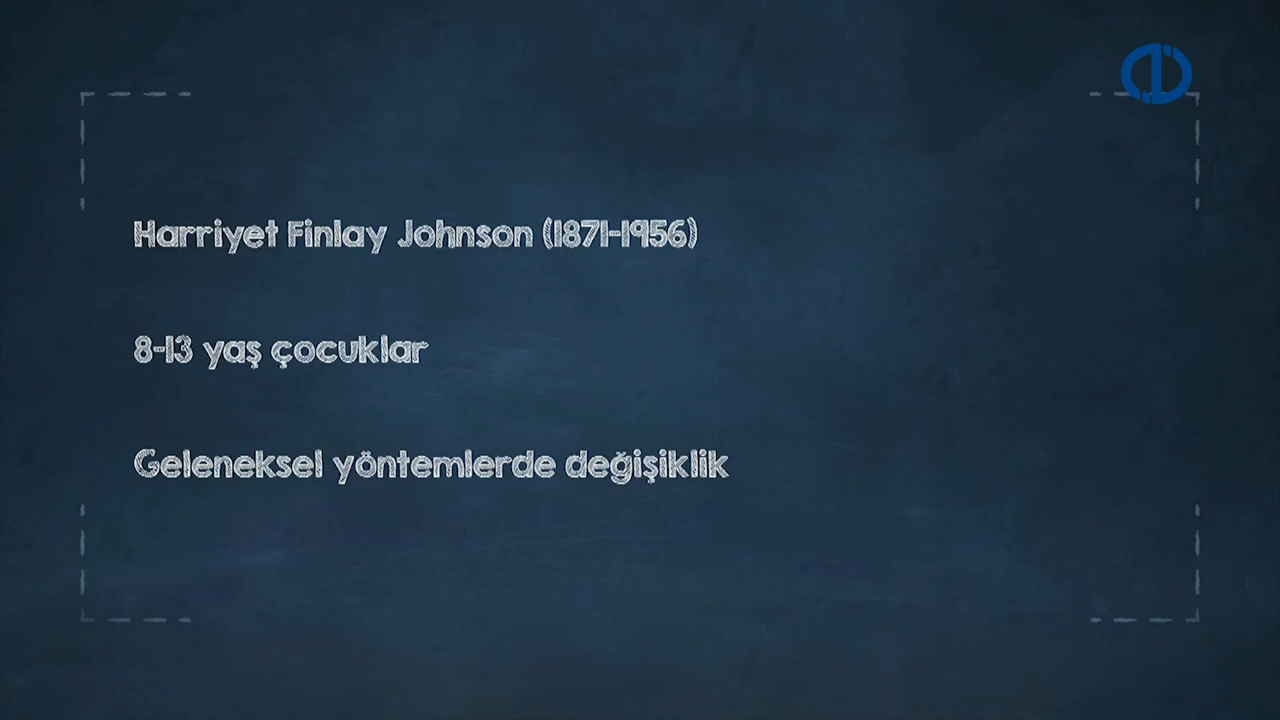 Harriyet Finlay Johnson (1871-1956)
8-13 yaş çocuklar
Geleneksel yöntemlerde değişiklik